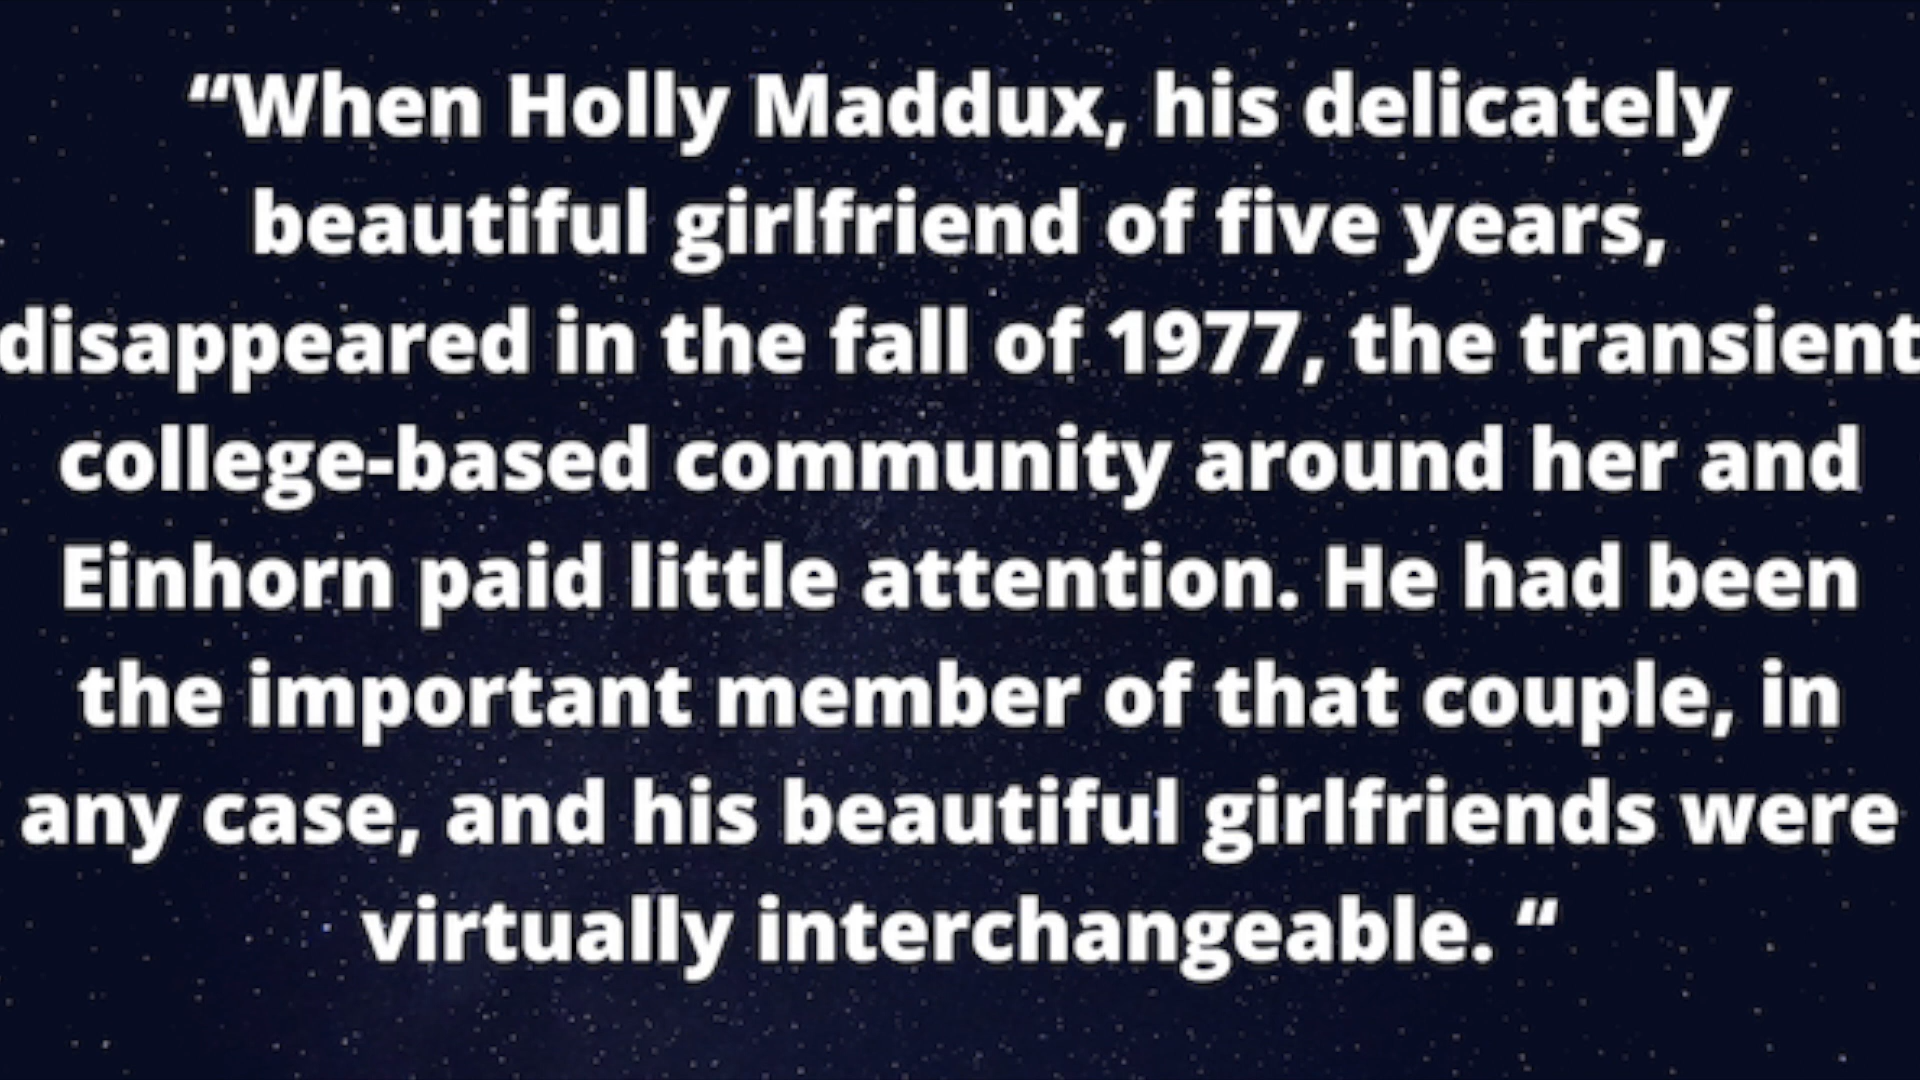 “When Holly Maddux, his delicately
beautiful girlfriend of five years,
disappeared in the fall of 1977, the transient
college-based community around her and
Einhorn paid little attention. He had been
the important member of that couple, in
any case, and his beautiful girlfriends were
virtually interchangeable. “